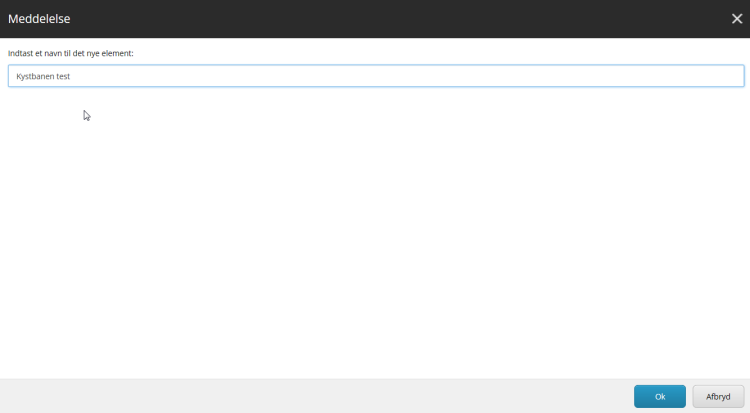 Meddelelse
Indtast et navn til det nye element:
Kystbanen test
Ok
Afbryd